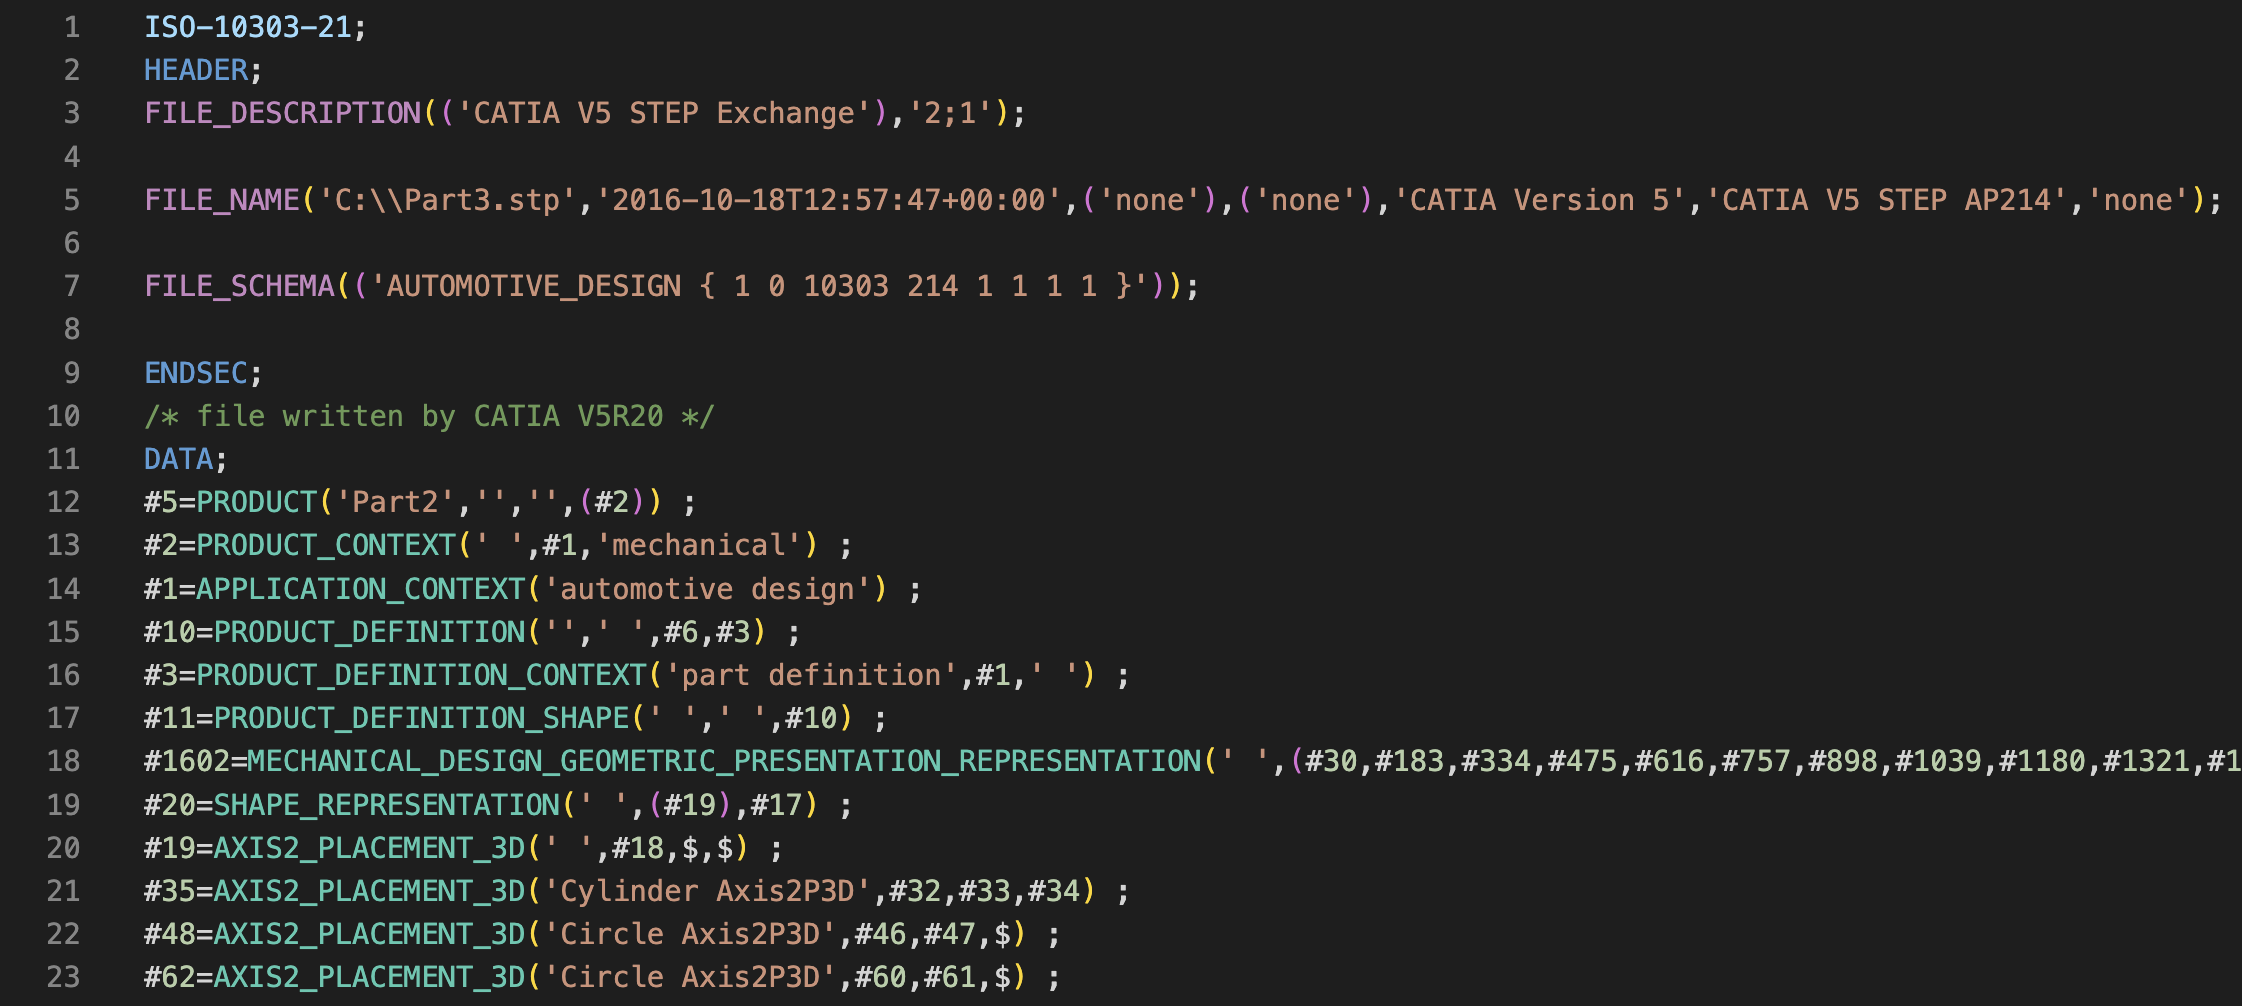 1 ISO-10303-21;
2 HEADER;
3 FILE_DESCRIPTION(('CATIA V5 STEP Exchange'),'2;1');
4
5 FILE_NAME('C:\\Part3.stp','2016-10-18T12:57:47+00:00',('none'),('none'),'CATIA Version 5','CATIA V5 STEP AP214','none');
6
7 FILE_SCHEMA(('AUTOMOTIVE_DESIGN { 1 0 10303 214 1 1 1 1 }'));
8
9 ENDSEC;
10 /* file written by CATIA V5R20 */
11 DATA;
12 #5=PRODUCT('Part2','','',(#2)) ;
13 #2=PRODUCT_CONTEXT(' ',#1,'mechanical') ;
14 #1=APPLICATION_CONTEXT('automotive design') ;
15 #10=PRODUCT_DEFINITION('',' ',#6,#3) ;
16 #3=PRODUCT_DEFINITION_CONTEXT('part definition',#1,' ') ;
17 #11=PRODUCT_DEFINITION_SHAPE(' ',' ',#10) ;
18 #1602=MECHANICAL_DESIGN_GEOMETRIC_PRESENTATION_REPRESENTATION(' ',(#30,#183,#334,#475,#616,#757,#898,#1039,#1180,#1321,#1
19 #20=SHAPE_REPRESENTATION(' ',(#19),#17) ;
20 #19=AXIS2_PLACEMENT_3D(' ',#18,$,$) ;
21 #35=AXIS2_PLACEMENT_3D('Cylinder Axis2P3D',#32,#33,#34) ;
22 #48=AXIS2_PLACEMENT_3D('Circle Axis2P3D',#46,#47,$) ;
23 #62=AXIS2_PLACEMENT_3D('Circle Axis2P3D',#60,#61,$) ;